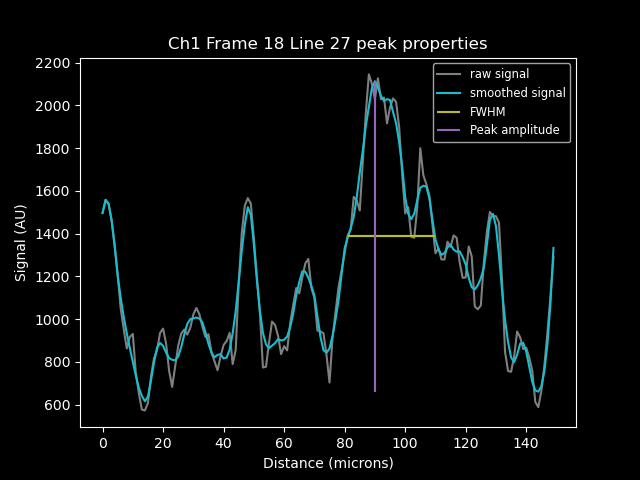 Ch1 Frame 18 Line 27 peak properties
raw signal
smoothed signal
FWHM
Peak amplitude
Signal (AU)
2200
2000
1800
1600
1400
1200
1000
800
600
0 20 40 60 80 100 120 140
Distance (microns)